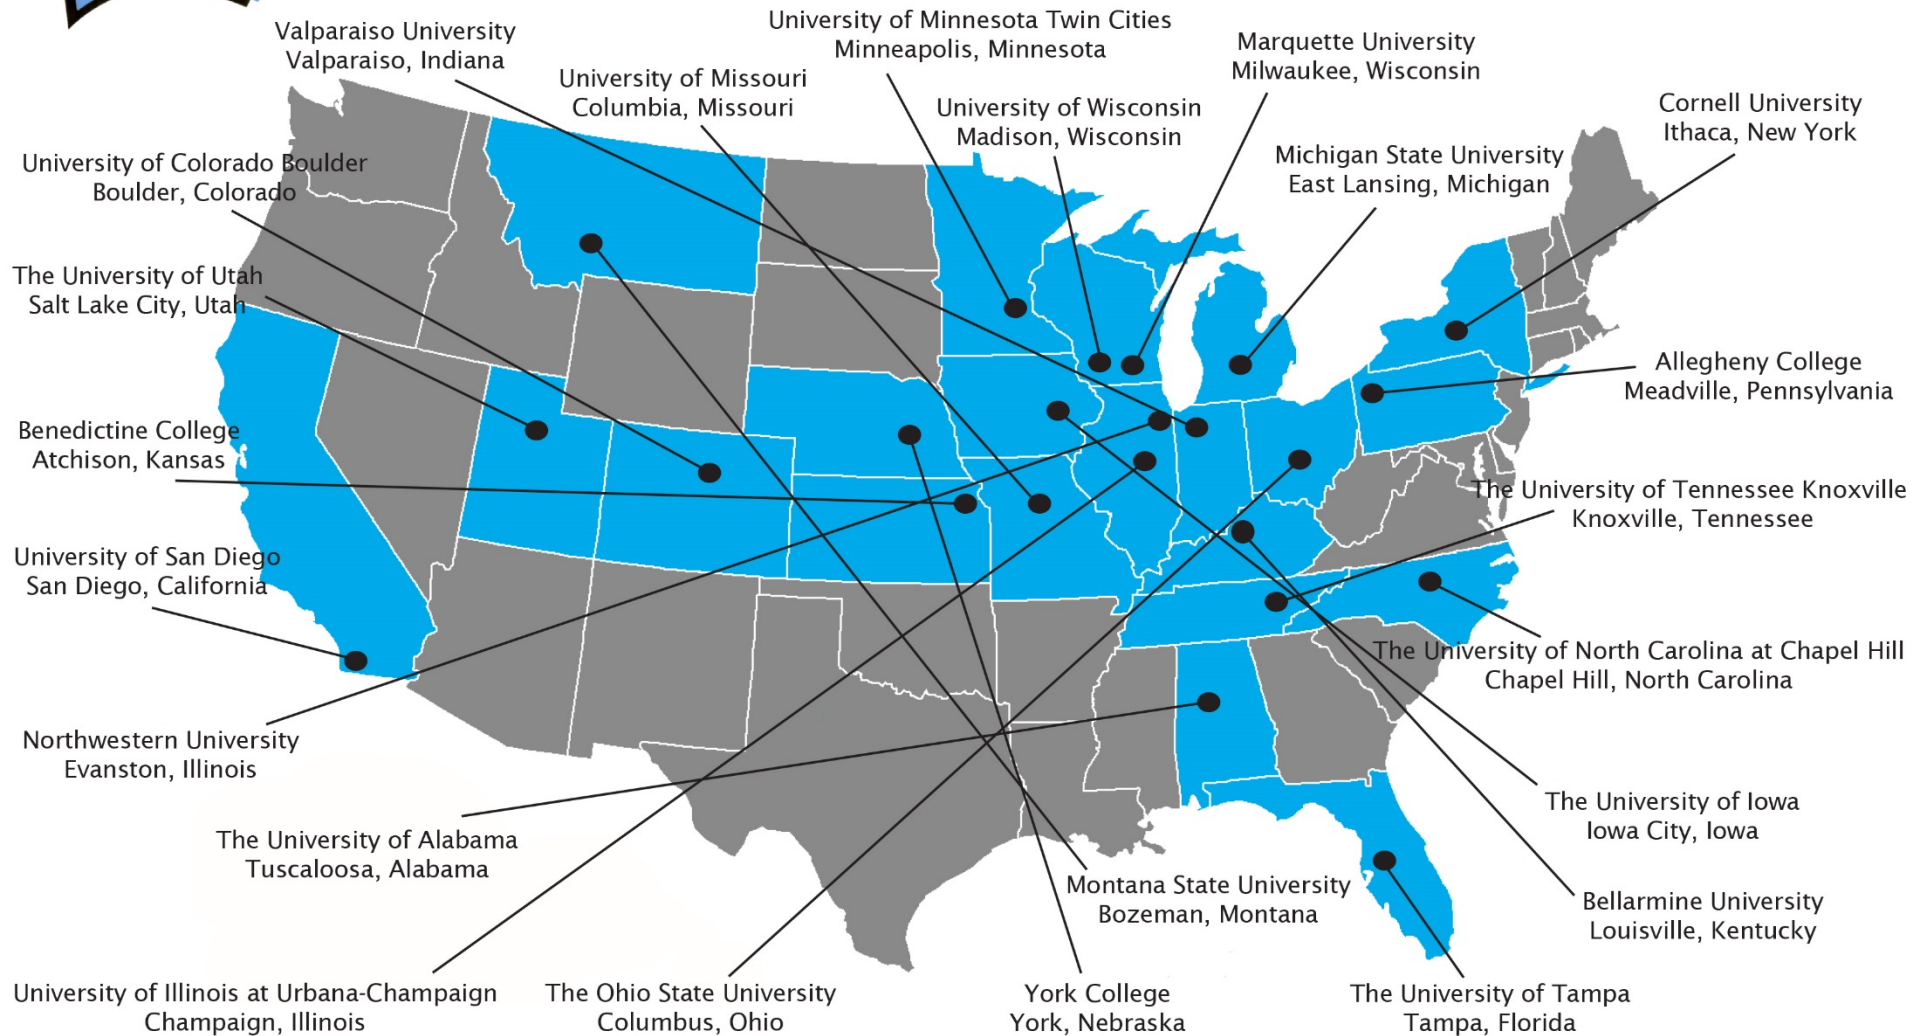 Valparaiso University
Valparaiso, Indiana
University of Minnesota Twin Cities
Minneapolis, Minnesota
Marquette University
Milwaukee, Wisconsin
University of Missouri
Columbia, Missouri
University of Wisconsin
Madison, Wisconsin
Cornell University
Ithaca, New York
University of Colorado Boulder
Boulder, Colorado
Michigan State University
East Lansing, Michigan
The University of Utah
Salt Lake City, Utah
Allegheny College
Meadville, Pennsylvania
Benedictine College
Atchison, Kansas
The University of Tennessee Knoxville
Knoxville, Tennessee
University of San Diego
San Diego, California
The University of North Carolina at Chapel Hill
Chapel Hill, North Carolina
Northwestern University
Evanston, Illinois
The University of Iowa
Iowa City, Iowa
The University of Alabama
Tuscaloosa, Alabama
Montana State University
Bozeman, Montana
Bellarmine University
Louisville, Kentucky
University of Illinois at Urbana-Champaign
Champaign, Illinois
The Ohio State University
Columbus, Ohio
York College
York, Nebraska
The University of Tampa
Tampa, Florida